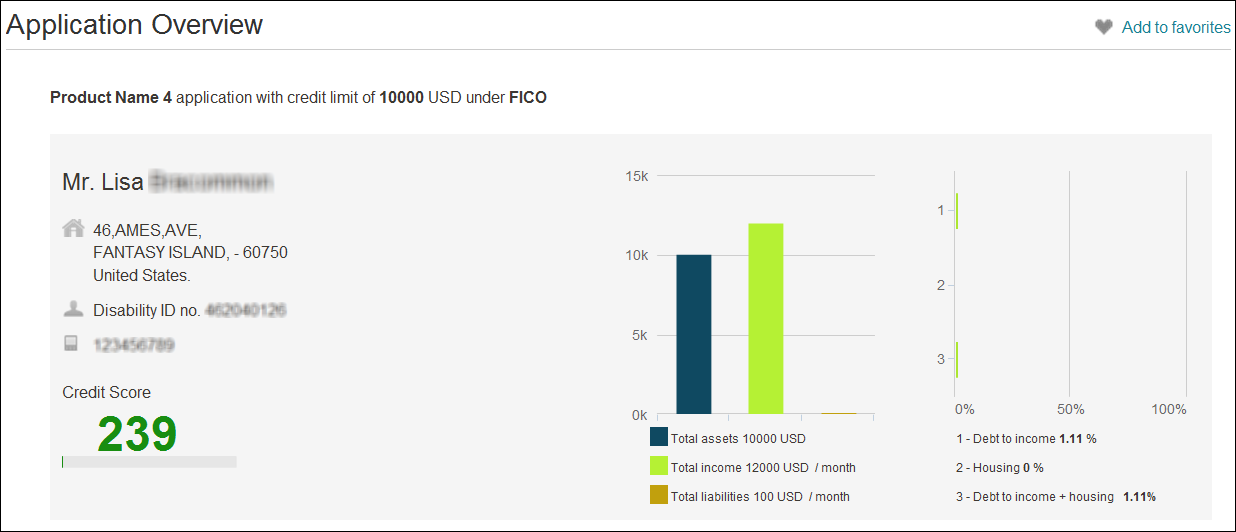 Application Overview
Add to favorites
Product Name 4 application with credit limit of 10000 USD under FICO
Mr. Lisa
46,AMES,AVE,
FANTASY ISLAND, - 60750
United States.
Disability ID no.
Credit Score
239
15k
10k
5k
0k
Total assets 10000 USD
Total income 12000 USD / month
Total liabilities 100 USD / month
1
2
3
0% 50% 100%
1 - Debt to income 1.11 %
2 - Housing 0 %
3 - Debt to income + housing 1.11%